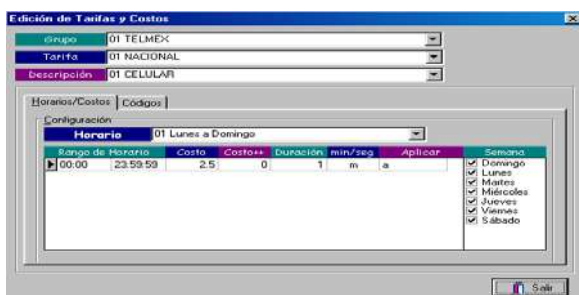 Edición de Tarifas y Costos
Grupo 01 TELMEX
Tarifa 01 NACIONAL
Descripción 01 CELULAR
Horarios/Costos Códigos
Configuración
Horario 01 Lunes a Domingo
Rango de Horario Costo Costo++ Duración min/seg Aplicar Semana
00:00 23:59:59 2.5 0 1 m a Domingo
Lunes
Martes
Miércoles
Jueves
Viernes
Sábado
Salir